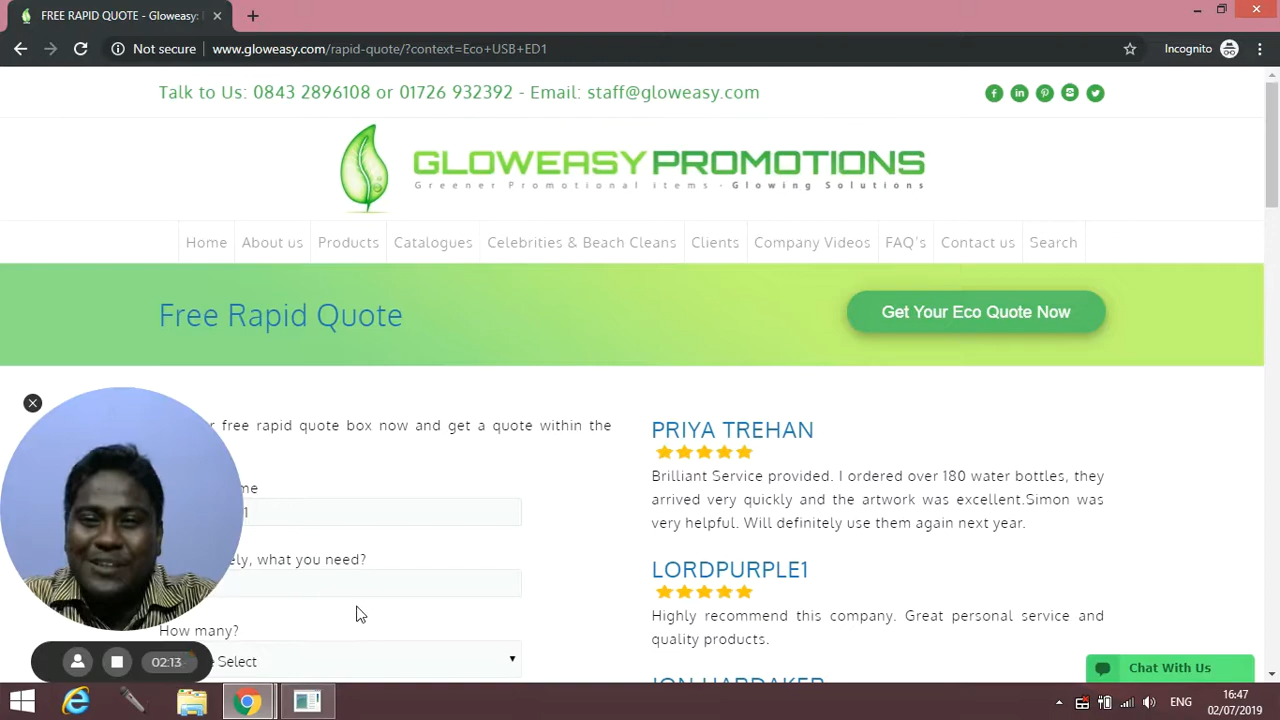 FREE RAPID QUOTE - Gloweasy:
Not secure
www.gloweasy.com/rapid-quote/?context=Eco+USB+ED1
Incognito
Talk to Us: 0843 2896108 or 01726 932392 - Email: staff@gloweasy.com
GLOWEASY PROMOTIONS
Greener Promotional items - Glowing Solutions
Home
About us
Products
Catalogues
Celebrities & Beach Cleans
Clients
Company Videos
FAQ's
Contact us
Search
Free Rapid Quote
Get Your Eco Quote Now
free rapid quote box now and get a quote within the
1
what you need?
How many?
Select
PRIYA TREHAN
Brilliant Service provided. I ordered over 180 water bottles, they
arrived very quickly and the artwork was excellent.Simon was
very helpful. Will definitely use them again next year.
LORDPURPLE1
Highly recommend this company. Great personal service and
quality products.
JON HARDAKER
Chat With Us
02:13
ENG
16:47
02/07/2019